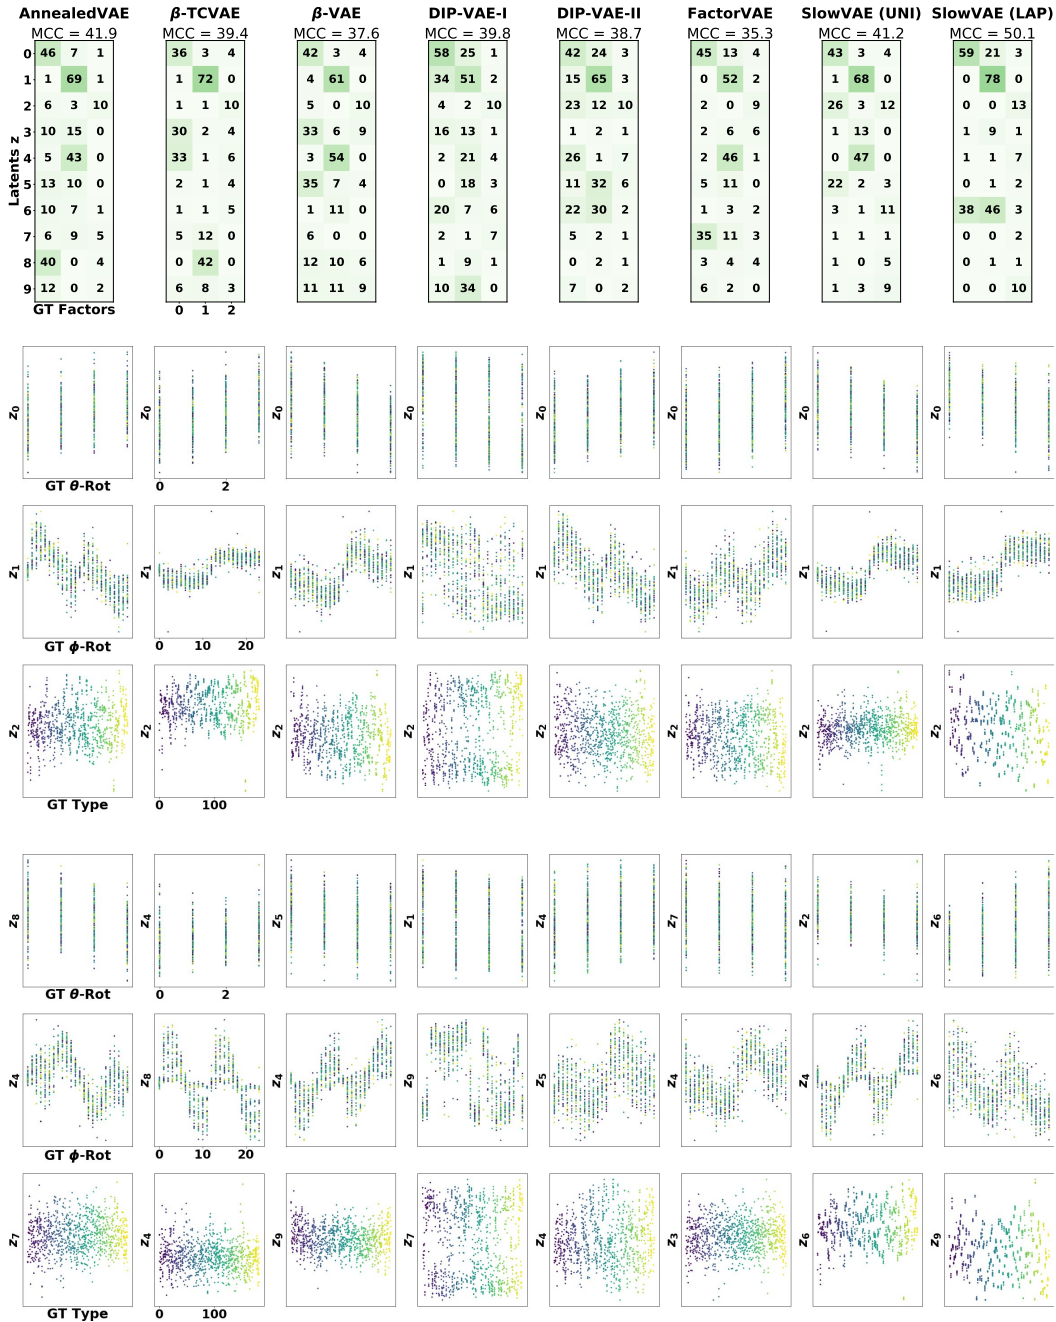 AnnealedVAE β-TCVAE β-VAE DIP-VAE-I DIP-VAE-II FactorVAE SlowVAE (UNI) SlowVAE (LAP)
MCC = 41.9 MCC = 39.4 MCC = 37.6 MCC = 39.8 MCC = 38.7 MCC = 35.3 MCC = 41.2 MCC = 50.1
Latents z
0 46 7 1 36 3 4 42 3 4 58 25 1 42 24 3 45 13 4 43 3 4 59 21 3
1 1 69 1 1 72 0 4 61 0 34 51 2 15 65 3 0 52 2 1 68 0 0 78 0
2 6 3 10 1 1 10 5 0 10 4 2 10 23 12 10 2 0 9 26 3 12 0 0 13
3 10 15 0 30 2 4 33 6 9 16 13 1 1 2 1 2 6 6 1 13 0 1 9 1
4 5 43 0 33 1 6 3 54 0 2 21 4 26 1 7 2 46 1 0 47 0 1 1 7
5 13 10 0 2 1 4 35 7 4 0 18 3 11 32 6 5 11 0 22 2 3 0 1 2
6 10 7 1 1 1 5 1 11 0 20 7 6 22 30 2 1 3 2 3 1 11 38 46 3
7 6 9 5 5 12 0 6 0 0 2 1 7 5 2 1 35 11 3 1 1 1 0 0 2
8 40 0 4 0 42 0 12 10 6 1 9 1 0 2 1 3 4 4 1 0 5 0 1 1
9 12 0 2 6 8 3 11 11 9 10 34 0 7 0 2 6 2 0 1 3 9 0 0 10
GT Factors 0 1 2
z0 z0 z0 z0 z0 z0 z0 z0
GT θ-Rot 0 2
z1 z1 z1 z1 z1 z1 z1 z1
GT ϕ-Rot 0 10 20
z2 z2 z2 z2 z2 z2 z2 z2
GT Type 0 100
z8 z4 z5 z1 z4 z7 z2 z6
GT θ-Rot 0 2
z4 z8 z4 z9 z5 z4 z4 z6
GT ϕ-Rot 0 10 20
z7 z4 z9 z7 z4 z3 z6 z9
GT Type 0 100